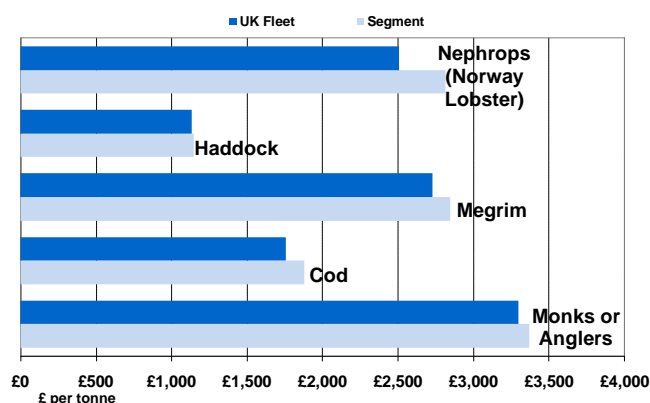 UK Fleet Segment
Nephrops
(Norway
Lobster)
Haddock
Megrim
Cod
Monks or
Anglers
£0 £500 £1,000 £1,500 £2,000 £2,500 £3,000 £3,500 £4,000
£ per tonne